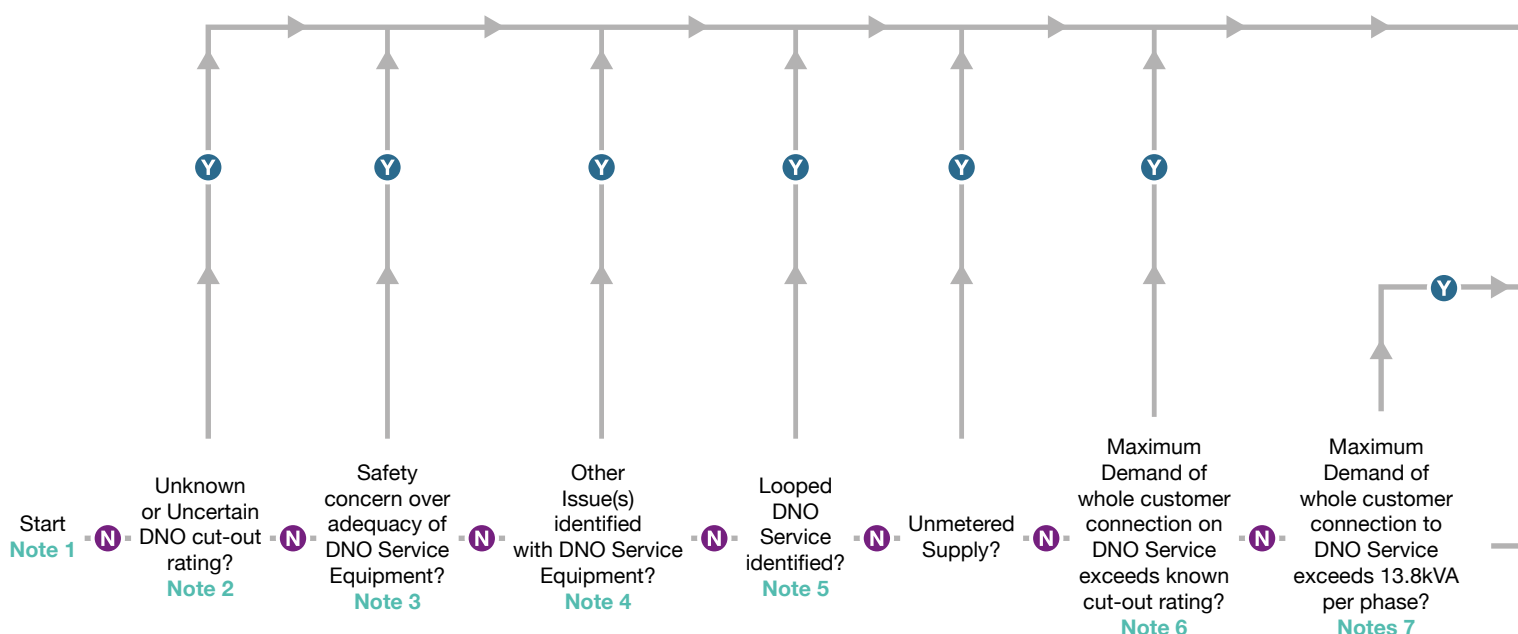 Y
Y
Y
Y
Y
Y
Y
Start
Note 1
N
Unknown
or Uncertain
DNO cut-out
rating?
Note 2
N
Safety
concern over
adequacy of
DNO Service
Equipment?
Note 3
N
Other
Issue(s)
identified
with DNO Service
Equipment?
Note 4
N
Looped
DNO
Service
identified?
Note 5
N
Unmetered
Supply?
N
Maximum
Demand of
whole customer
connection on
DNO Service
exceeds known
cut-out rating?
Note 6
N
Maximum
Demand of
whole customer
connection to
DNO Service
exceeds 13.8kVA
per phase?
Notes 7